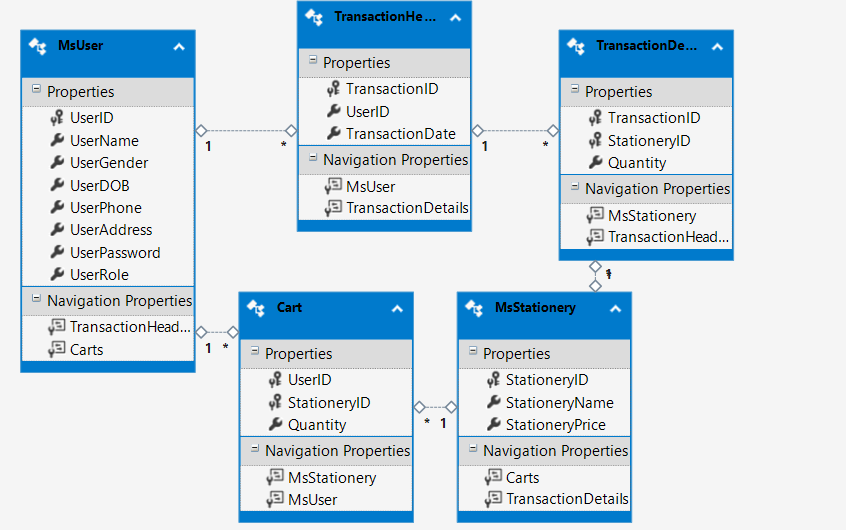 MsUser
Properties
UserID
UserName
UserGender
UserDOB
UserPhone
UserAddress
UserPassword
UserRole
Navigation Properties
TransactionHead...
Carts
1
*
TransactionHe...
Properties
TransactionID
UserID
TransactionDate
Navigation Properties
MsUser
TransactionDetails
1
*
TransactionDe...
Properties
TransactionID
StationeryID
Quantity
Navigation Properties
MsStationery
TransactionHead...
1
*
Cart
Properties
UserID
StationeryID
Quantity
Navigation Properties
MsStationery
MsUser
*
1
MsStationery
Properties
StationeryID
StationeryName
StationeryPrice
Navigation Properties
Carts
TransactionDetails